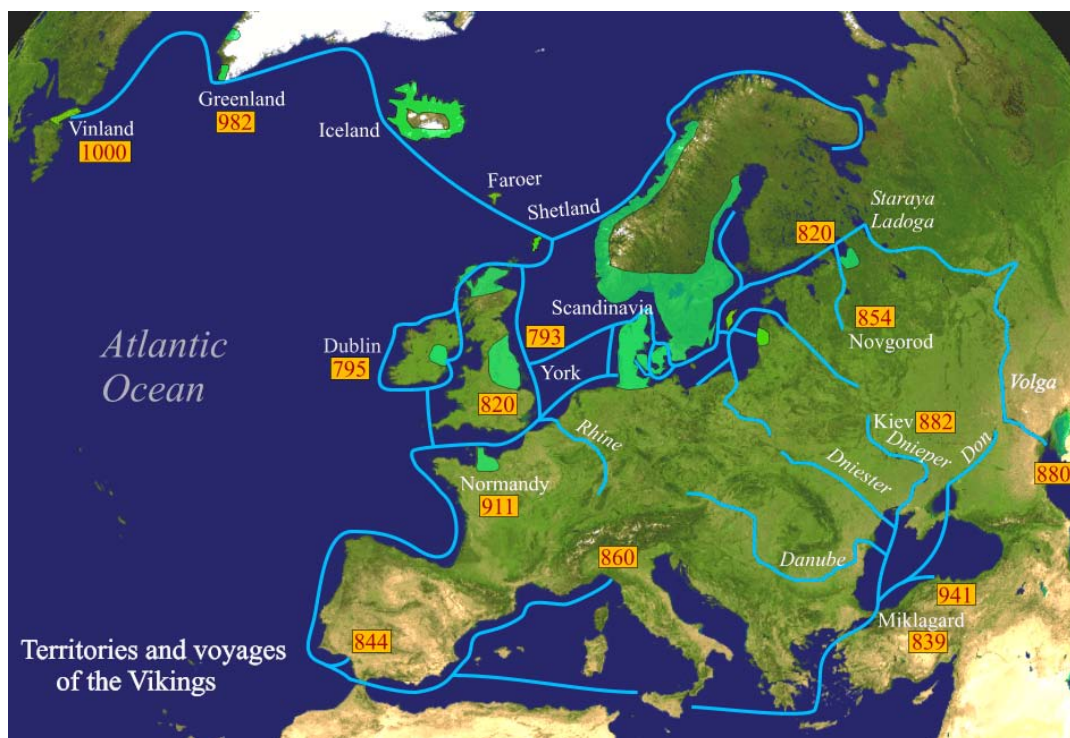 Greenland
982
Vinland
1000
Iceland
Faroer
Shetland
Staraya
Ladoga
820
Scandinavia
793
854
Novgorod
Dublin
795
York
Atlantic
Ocean
820
Volga
Kiev 882
Rhine
Dnieper
Don
Dniester
880
Normandy
911
860
Danube
941
Miklagard
839
844
Territories and voyages
of the Vikings